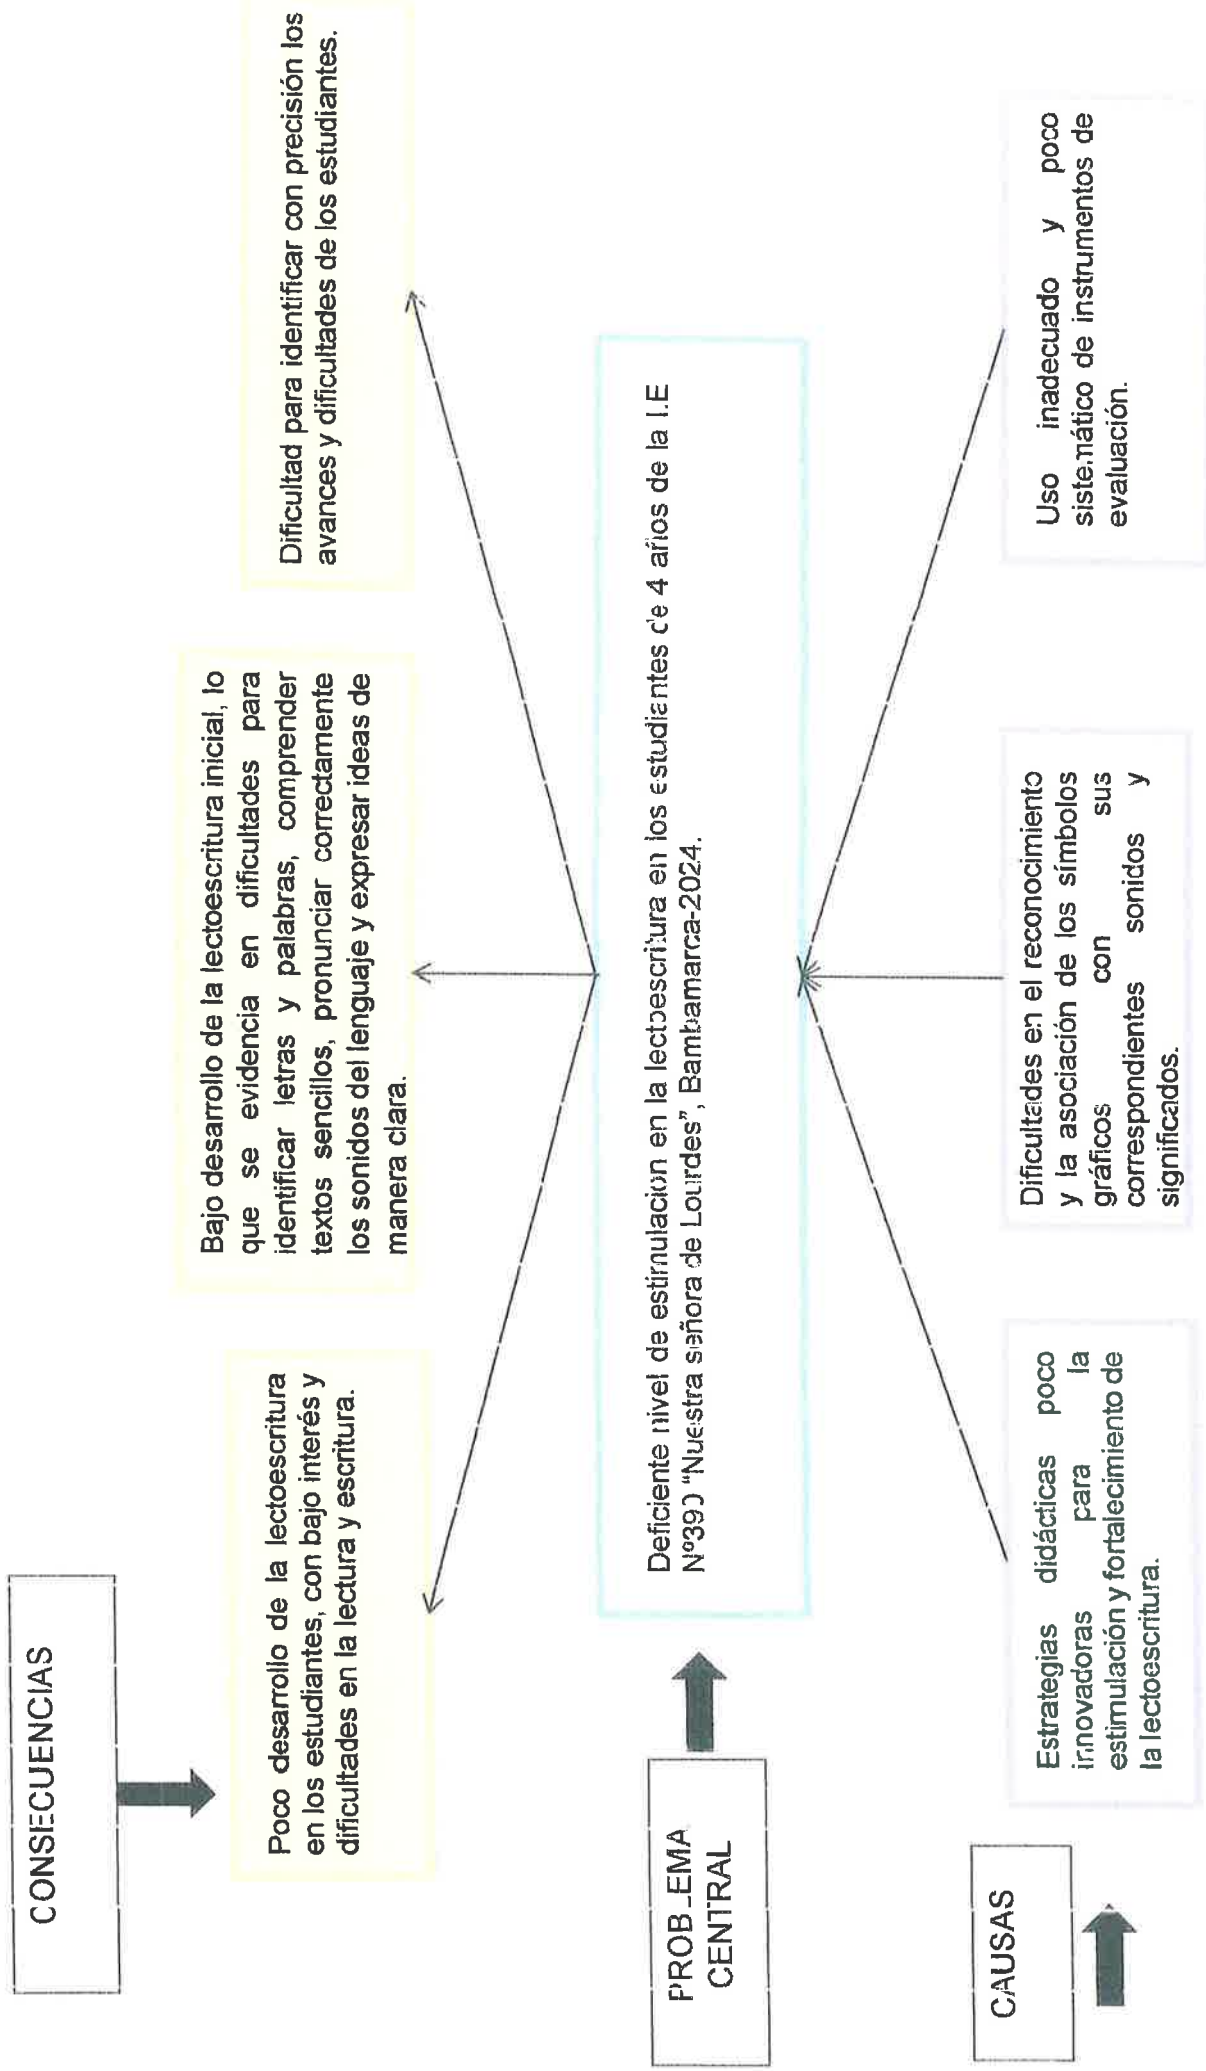 CONSECUENCIAS
Poco desarrollo de la lectoescritura
en los estudiantes, con bajo interés y
dificultades en la lectura y escritura.
Bajo desarrollo de la lectoescritura inicial, lo
que se evidencia en dificultades para
identificar letras y palabras, comprender
textos sencillos, pronunciar correctamente
los sonidos del lenguaje y expresar ideas de
manera clara.
Dificultad para identificar con precisión los
avances y dificultades de los estudiantes.
PROBLEMA
CENTRAL
Deficiente nivel de estimulación en la lectoescritura en los estudiantes de 4 años de la I.E
Nº390 "Nuestra señora de Lourdes", Bambamarca-2024.
CAUSAS
Estrategias didácticas poco
innovadoras para la
estimulación y fortalecimiento de
la lectoescritura.
Dificultades en el reconocimiento
y la asociación de los símbolos
gráficos con sus
correspondientes sonidos y
significados.
Uso inadecuado y poco
sistemático de instrumentos de
evaluación.